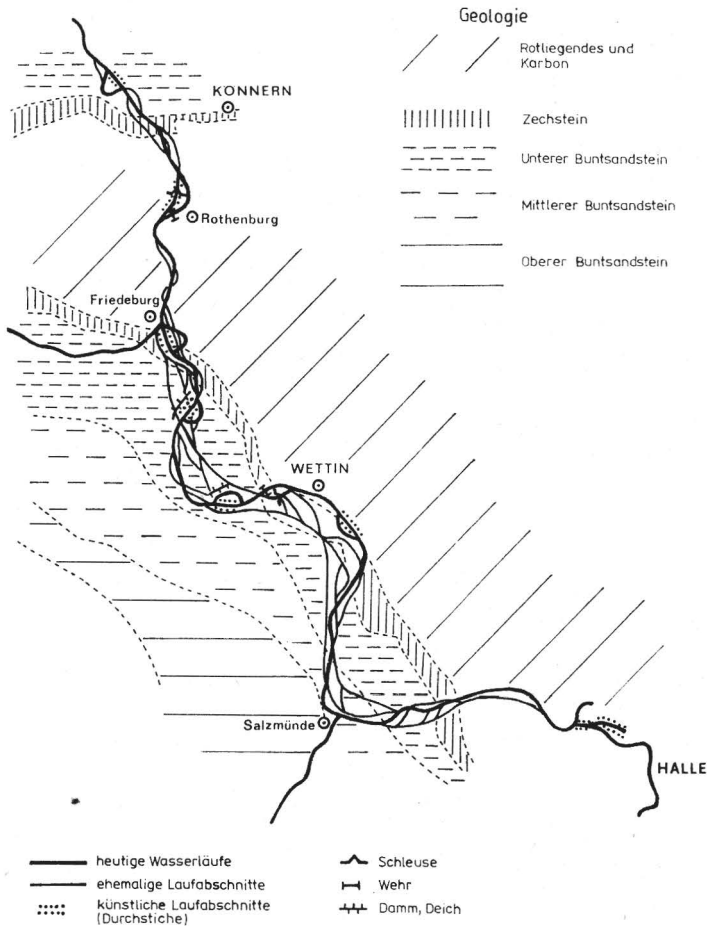 Geologie
Rotliegendes und
Karbon
KÖNNERN
Zechstein
Unterer Buntsandstein
Mittlerer Buntsandstein
Rothenburg
Oberer Buntsandstein
Friedeburg
WETTIN
Salzmünde
HALLE
heutige Wasserläufe
ehemalige Laufabschnitte
künstliche Laufabschnitte
(Durchstiche)
Schleuse
Wehr
Damm, Deich